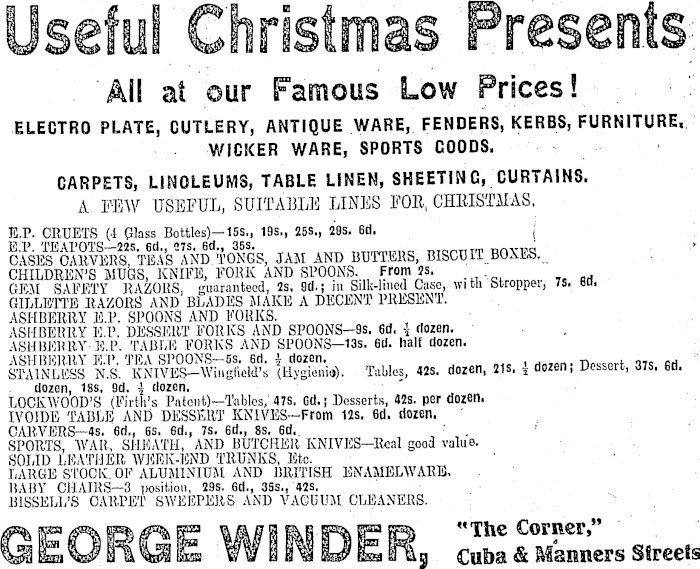 Useful Christmas Presents
All at our Famous Low Prices!
ELECTRO PLATE, CUTLERY, ANTIQUE WARE, FENDERS, KERBS, FURNITURE.
WICKER WARE, SPORTS GOODS.
CARPETS, LINOLEUMS, TABLE LINEN, SHEETING, CURTAINS.
A FEW USEFUL, SUITABLE LINES FOR CHRISTMAS.
E.P. CRUETS (4 Glass Bottles)—15s., 19s., 25s., 29s. 6d.
E.P. TEAPOTS—22s. 6d., 27s. 6d., 35s.
CASES CARVERS, TEAS AND TONGS, JAM AND BUTTERS, BISCUIT BOXES.
CHILDREN'S MUGS, KNIFE, FORK AND SPOONS. From 2s.
GEM SAFETY RAZORS, guaranteed, 2s. 9d.; in Silk-lined Case, with Stropper, 7s. 6d.
GILLETTE RAZORS AND BLADES MAKE A DECENT PRESENT.
ASHBERRY E.P. SPOONS AND FORKS.
ASHBERRY E.P. DESSERT FORKS AND SPOONS—9s. 6d. ½ dozen.
ASHBERRY E.P. TABLE FORKS AND SPOONS—13s. 6d. half dozen.
ASHBERRY E.P. TEA SPOONS—5s. 6d. ½ dozen.
STAINLESS N.S. KNIVES—Wingfield's (Hygienic). Tables, 42s. dozen, 21s. ½ dozen; Dessert, 37s. 6d.
dozen, 18s. 9d. ½ dozen.
LOCKWOOD'S (Firth's Patent)—Tables, 47s. 6d.; Desserts, 42s. per dozen.
IVOIDE TABLE AND DESSERT KNIVES—From 12s. 6d. dozen.
CARVERS—4s. 6d., 6s. 6d., 7s. 6d., 8s. 6d.
SPORTS, WAR, SHEATH, AND BUTCHER KNIVES—Real good value.
SOLID LEATHER WEEK-END TRUNKS, Etc.
LARGE STOCK OF ALUMINIUM AND BRITISH ENAMELWARE.
BABY CHAIRS—3 position, 29s. 6d., 35s., 42s.
BISSELL'S CARPET SWEEPERS AND VACUUM CLEANERS.
GEORGE WINDER,
"The Corner,"
Cuba & Manners Streets